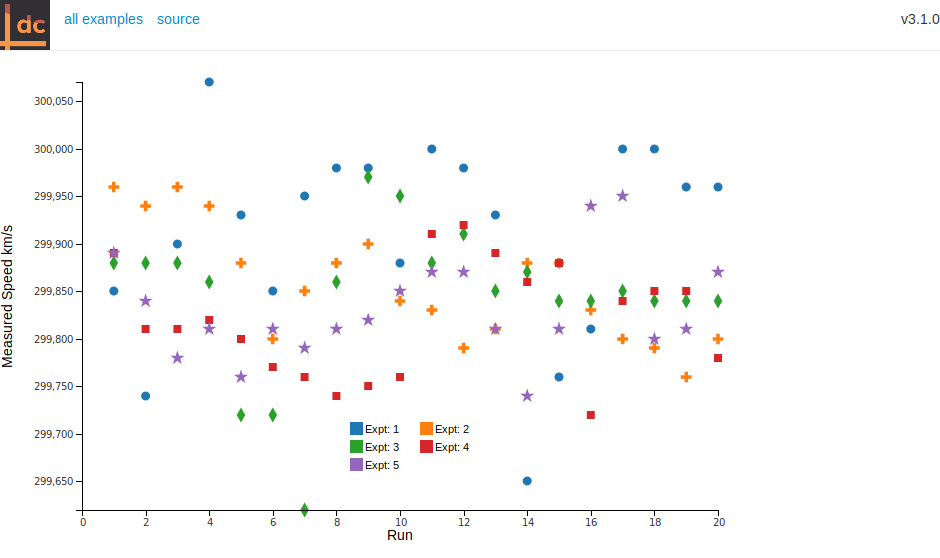 dc all examples source v3.1.0
300,050
300,000
299,950
299,900
299,850
299,800
299,750
299,700
299,650
Measured Speed km/s
Expt: 1 Expt: 2
Expt: 3 Expt: 4
Expt: 5
0 2 4 6 8 10 12 14 16 18 20
Run